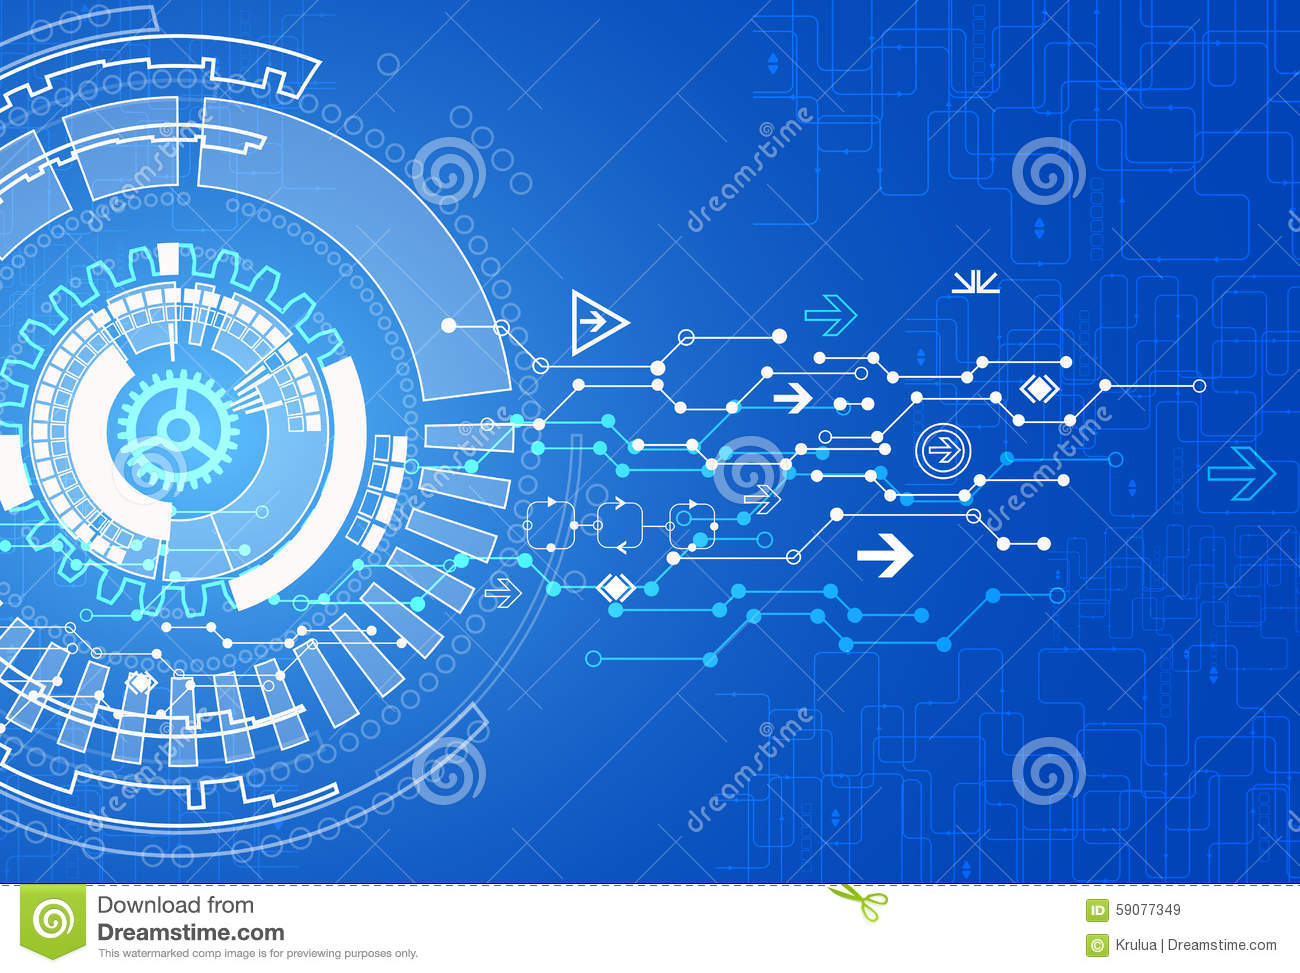 dreamstime
dreamstime
dreamstime
dreamstime
dreamstime
Download from
Dreamstime.com
This watermarked comp image is for previewing purposes only.
ID 59077349
© Krulua | Dreamstime.com